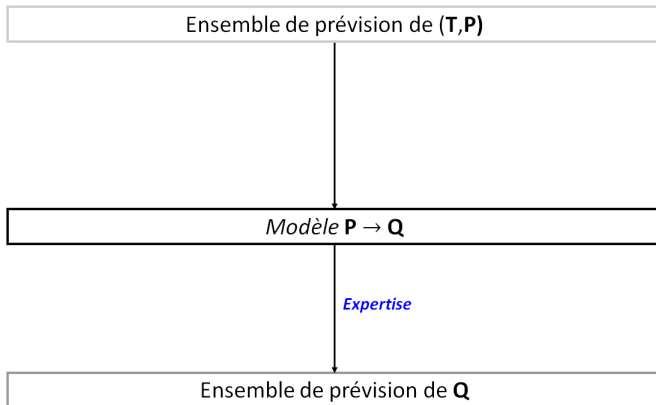 Ensemble de prévision de (T,P)
Modèle P → Q
Expertise
Ensemble de prévision de Q